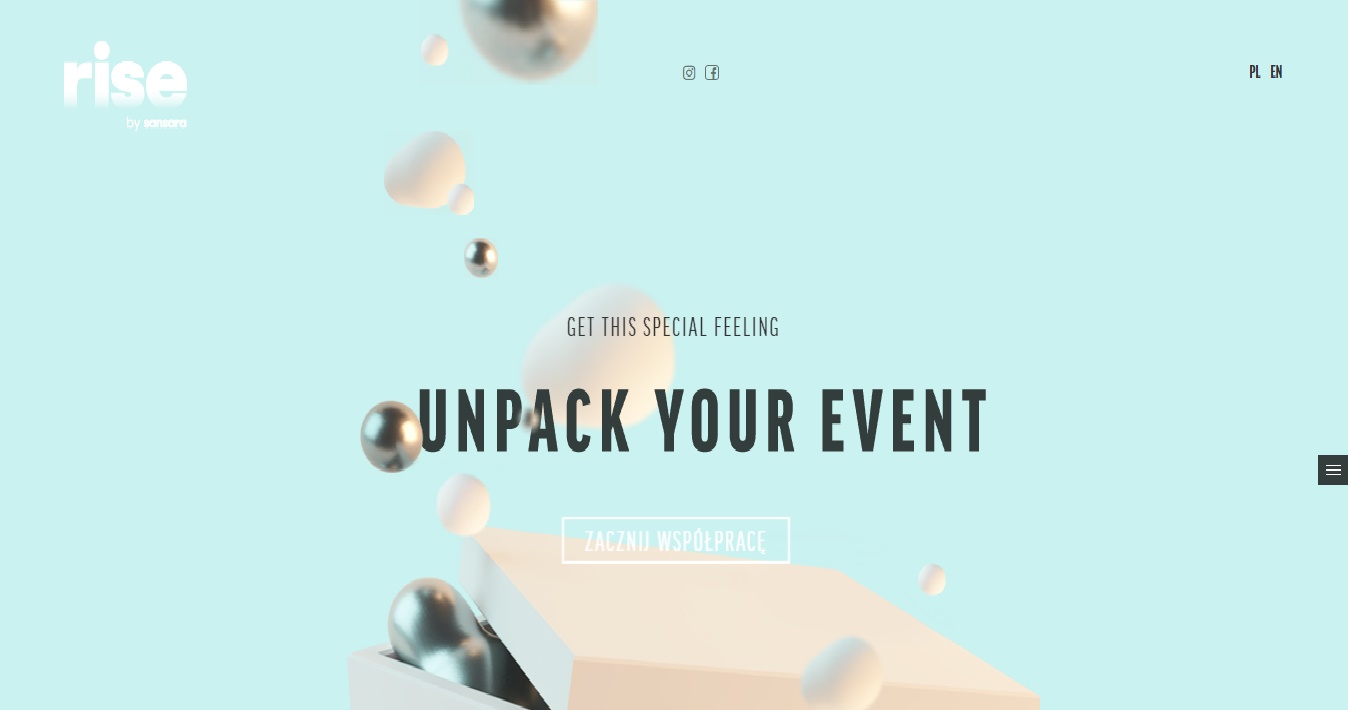 rise
by sansara
PL EN
GET THIS SPECIAL FEELING
UNPACK YOUR EVENT
ZACZNIJ WSPÓŁPRACĘ